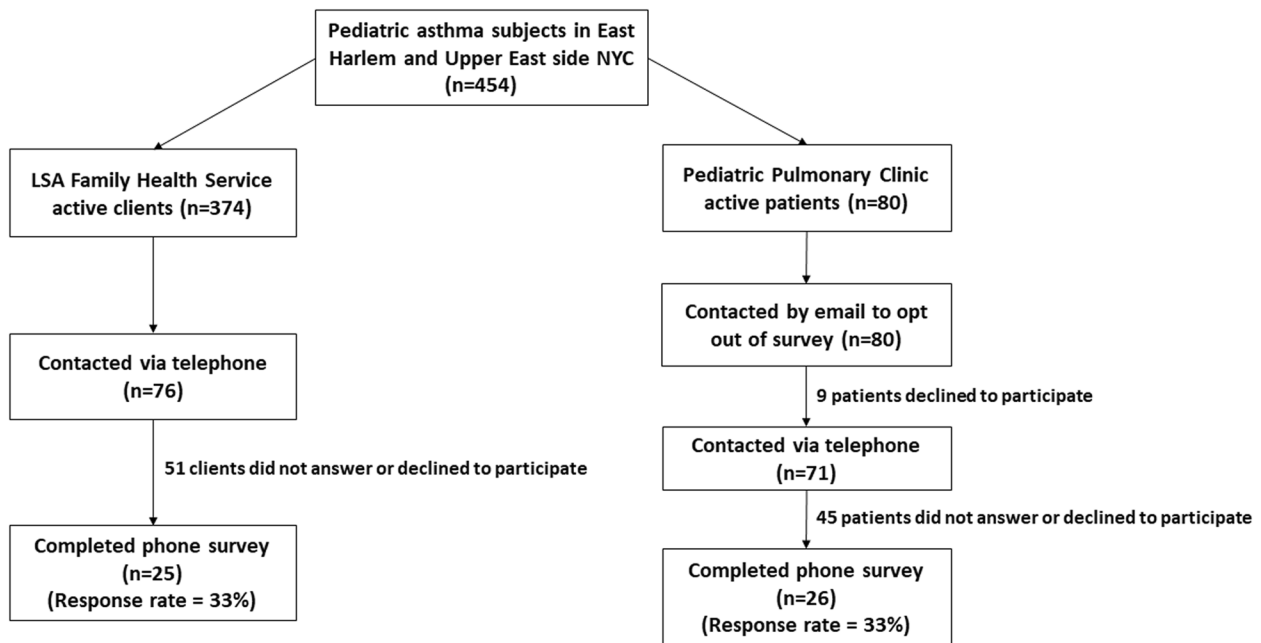 Pediatric asthma subjects in East
Harlem and Upper East side NYC
(n=454)
LSA Family Health Service
active clients (n=374)
Pediatric Pulmonary Clinic
active patients (n=80)
Contacted by email to opt
out of survey (n=80)
Contacted via telephone
(n=76)
9 patients declined to participate
Contacted via telephone
(n=71)
51 clients did not answer or declined to participate
45 patients did not answer or declined to participate
Completed phone survey
(n=25)
(Response rate = 33%)
Completed phone survey
(n=26)
(Response rate = 33%)